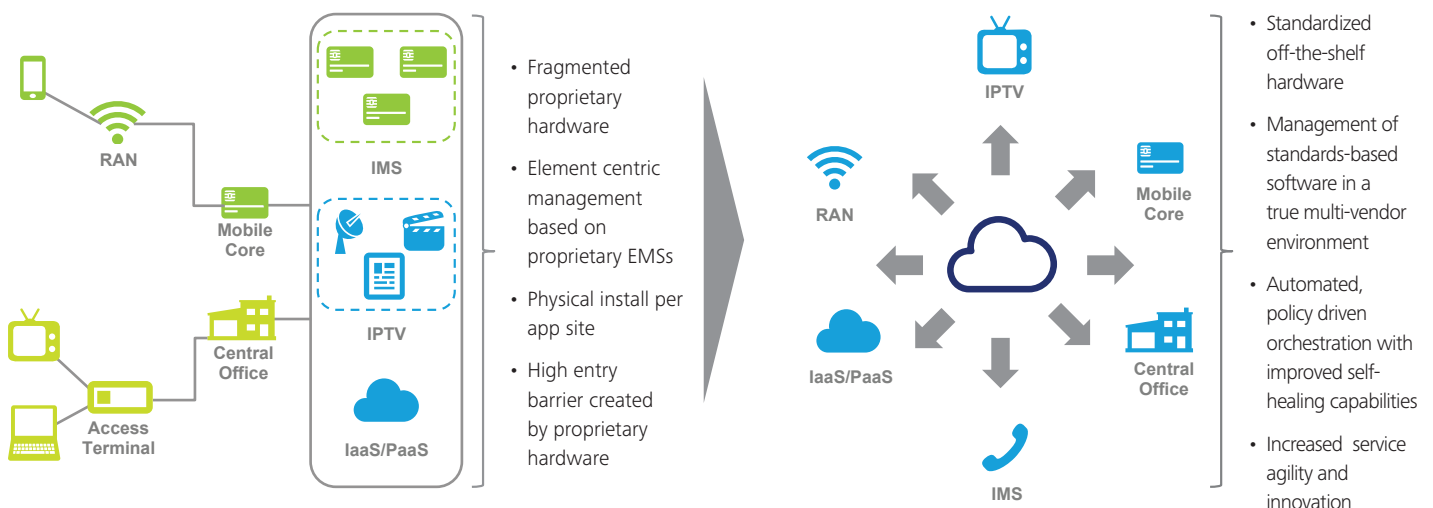 RAN
Mobile
Core
Central
Office
Access
Terminal
IMS
IPTV
IaaS/PaaS
• Fragmented
proprietary
hardware
• Element centric
management
based on
proprietary EMSs
• Physical install per
app site
• High entry
barrier created
by proprietary
hardware
IPTV
RAN
Mobile
Core
IaaS/PaaS
Central
Office
IMS
• Standardized
off-the-shelf
hardware
• Management of
standards-based
software in a
true multi-vendor
environment
• Automated,
policy driven
orchestration with
improved self-
healing capabilities
• Increased service
agility and
innovation